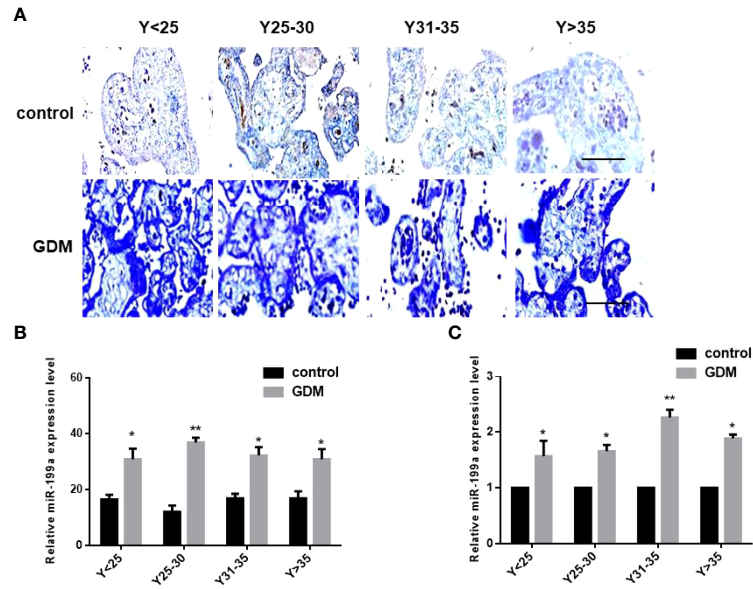 A
Y<25 Y25-30 Y31-35 Y>35
control
GDM
B
Relative miR-199a expression level
60
40
20
0
control
GDM
* ** * *
Y<25 Y25-30 Y31-35 Y>35
C
Relative miR-199a expression level
3
2
1
0
control
GDM
* * ** *
Y<25 Y25-30 Y31-35 Y>35